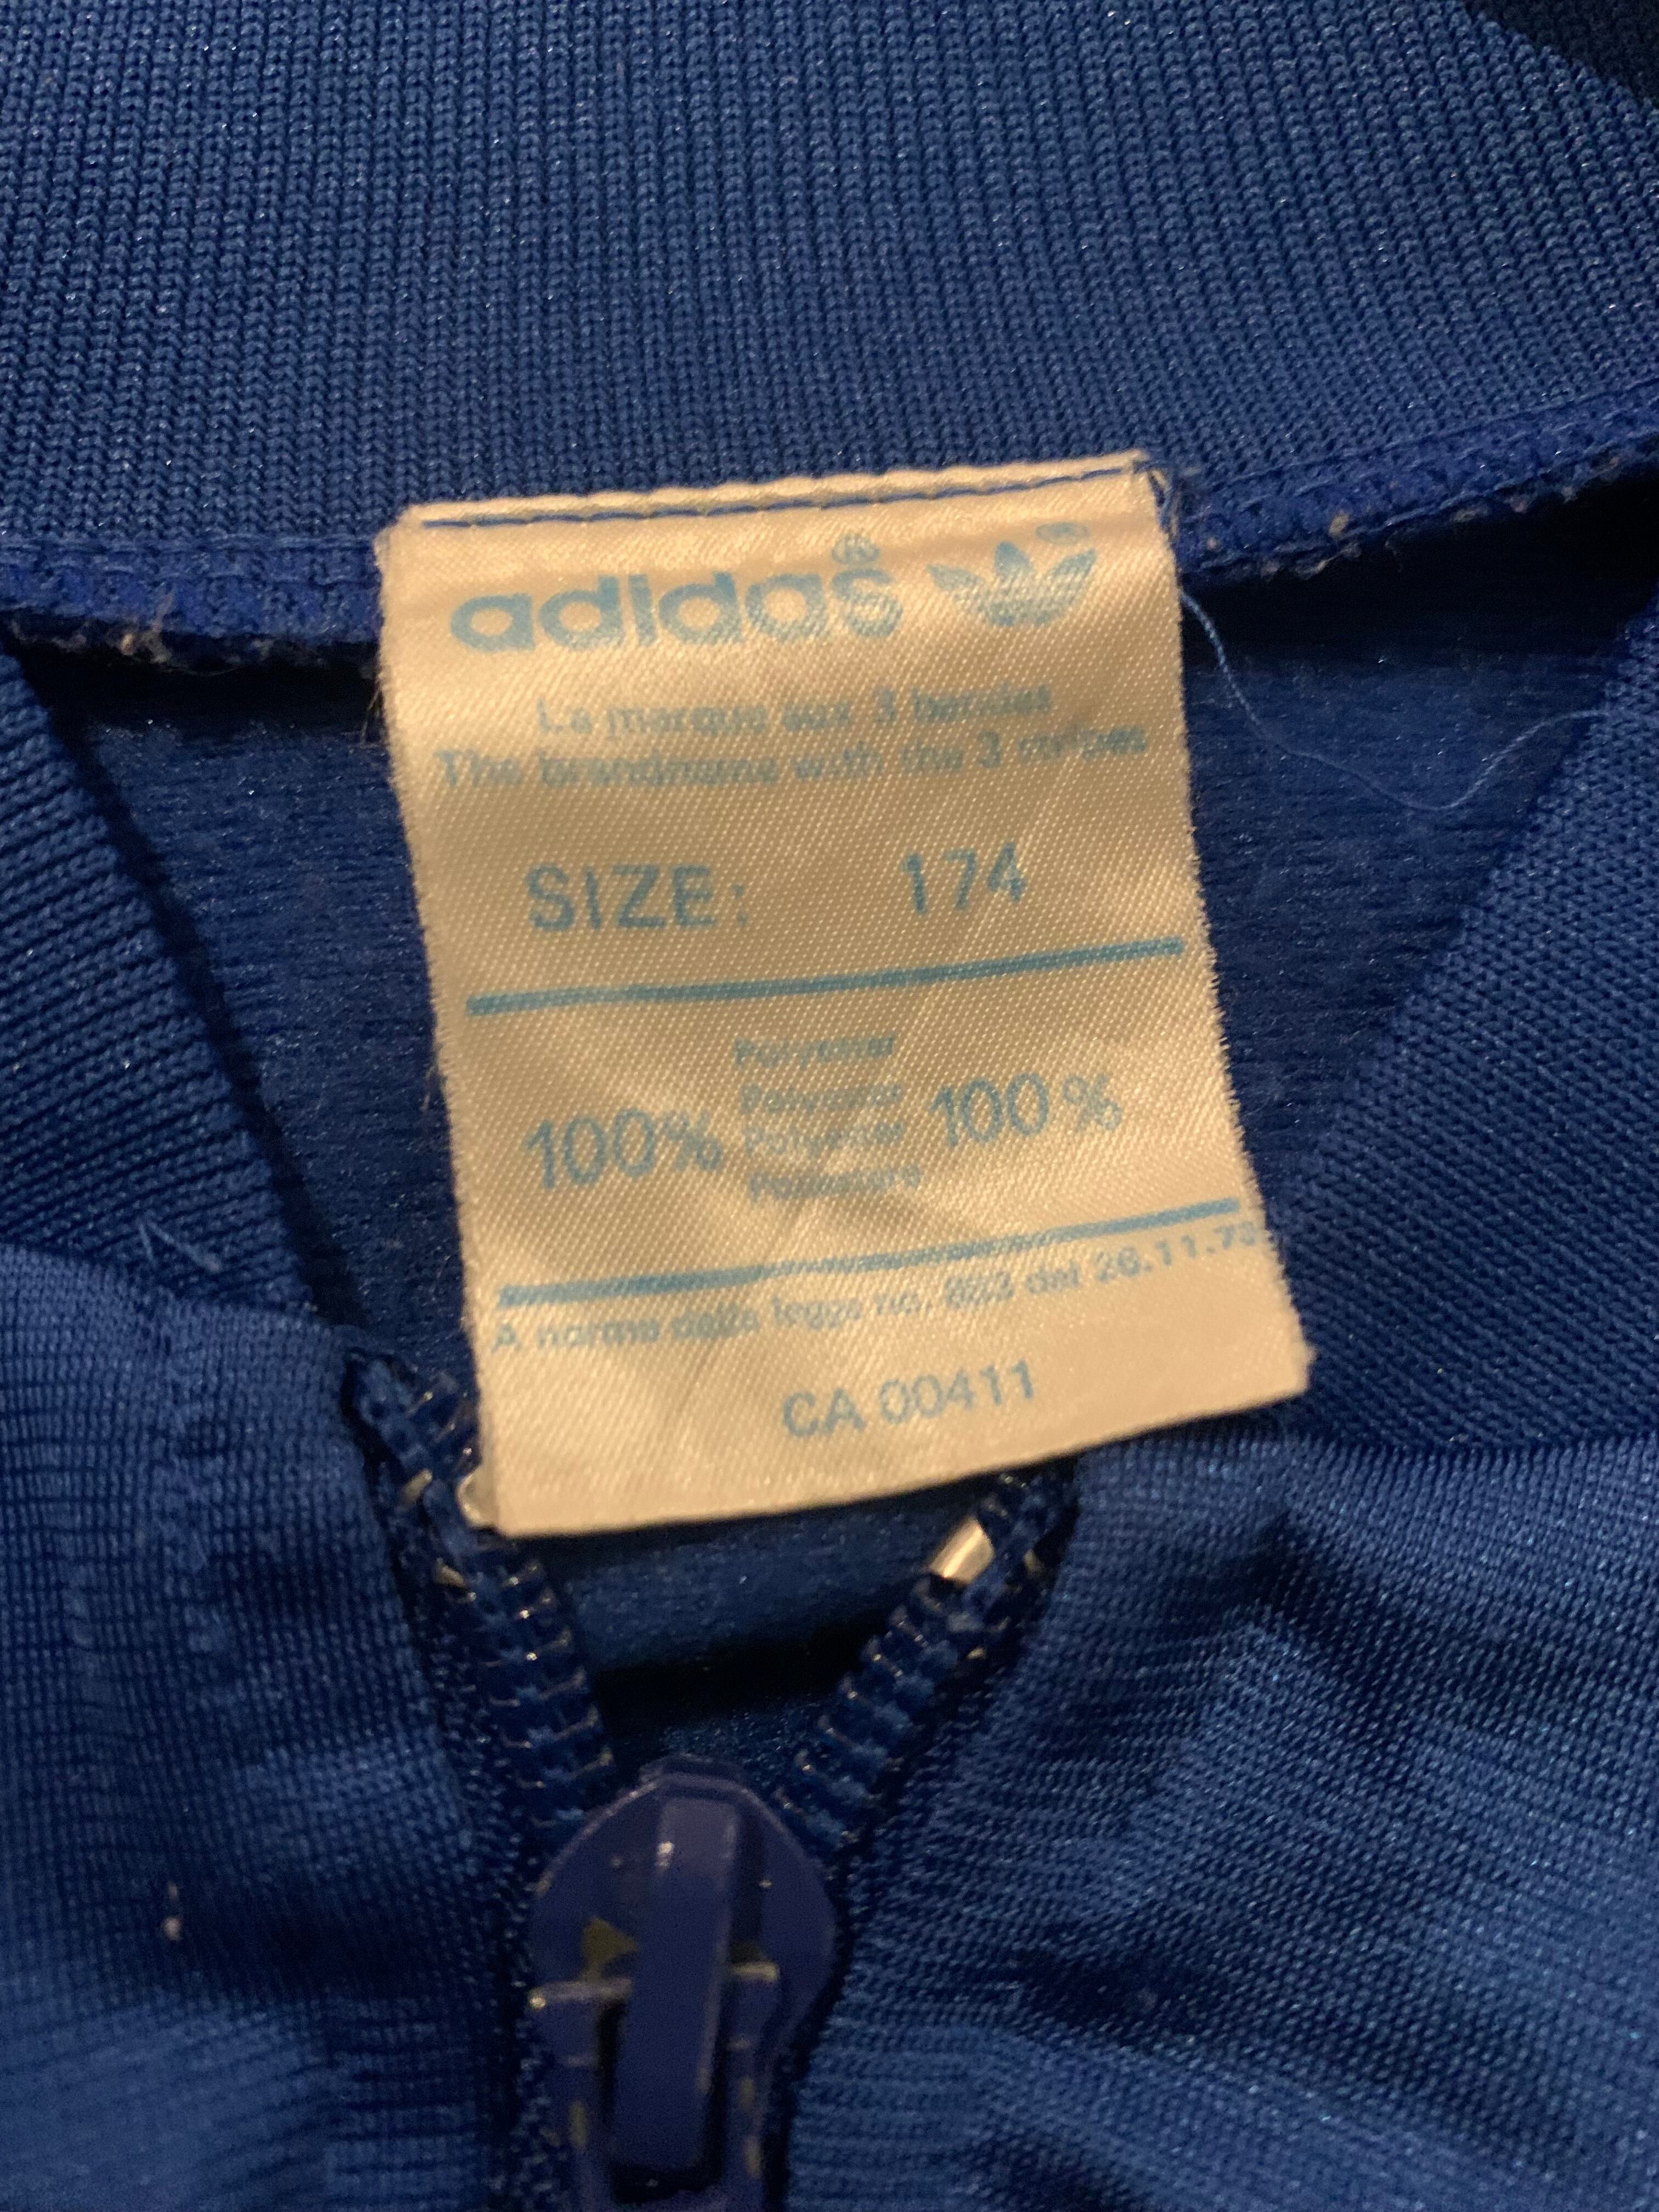 adidas® ®
La marque aux 3 bandes
The brandname with the 3 stripes
SIZE: 174
Polyester
Polyester
100% Polyester 100%
A norma della legge no. 883 del 26.11.73
CA 00411